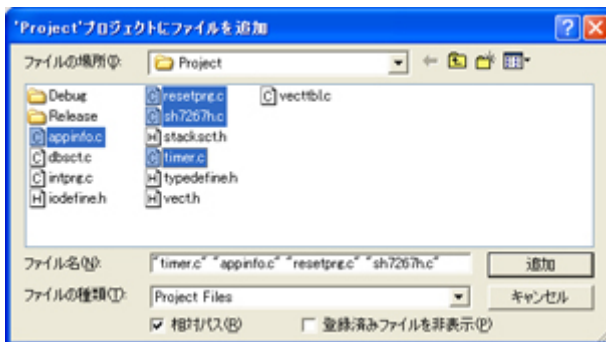 'Project'プロジェクトにファイルを追加
ファイルの場所(I): Project
Debug
Release
appinfo.c
dbsct.c
intprg.c
iodefine.h
resetprg.c
sh7267h.c
stacksct.h
timer.c
typedefine.h
vect.h
vecttbl.c
ファイル名(N): "timer.c" "appinfo.c" "resetprg.c" "sh7267h.c" 追加
ファイルの種類(T): Project Files キャンセル
相対パス(R) 登録済みファイルを非表示(P)